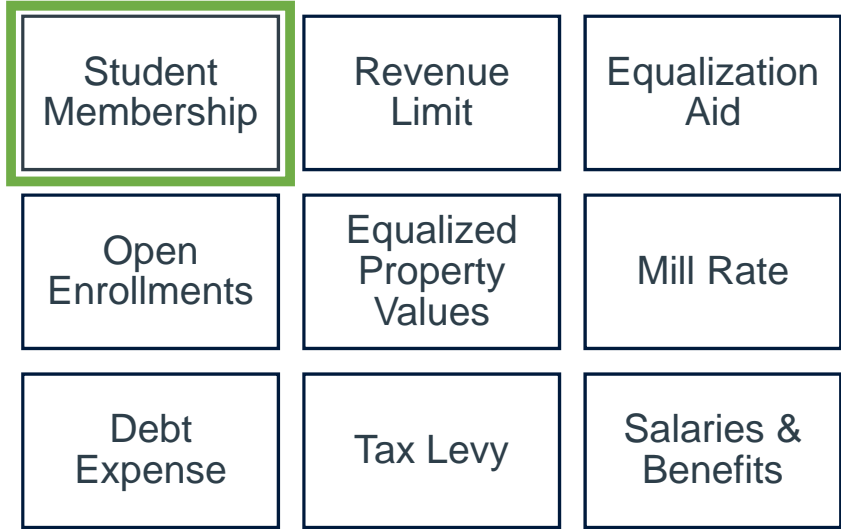 Student
Membership
Revenue
Limit
Equalization
Aid
Open
Enrollments
Equalized
Property
Values
Mill Rate
Debt
Expense
Tax Levy
Salaries &
Benefits